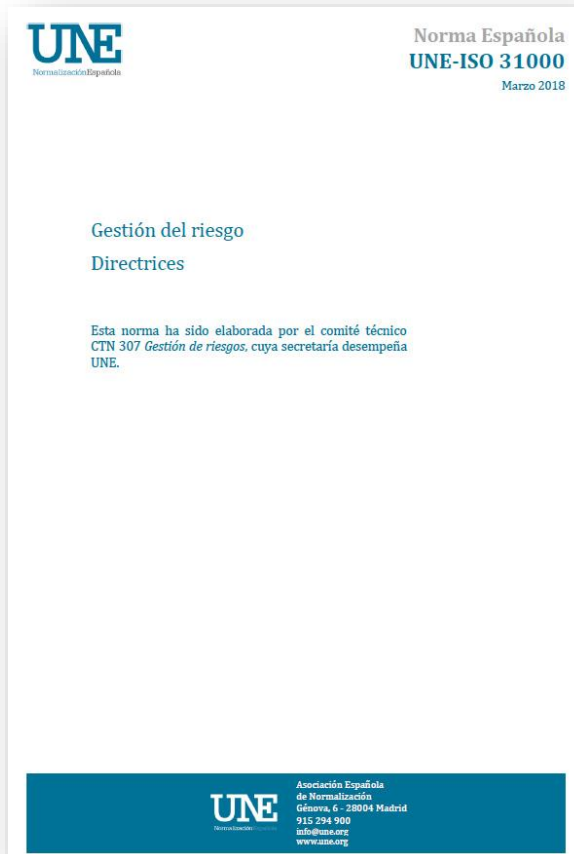 UNE
NormalizaciónEspañola
Norma Española
UNE-ISO 31000
Marzo 2018
Gestión del riesgo
Directrices
Esta norma ha sido elaborada por el comité técnico
CTN 307 Gestión de riesgos, cuya secretaría desempeña
UNE.
UNE
NormalizaciónEspañola
Asociación Española
de Normalización
Génova, 6 - 28004 Madrid
915 294 900
info@une.org
www.une.org